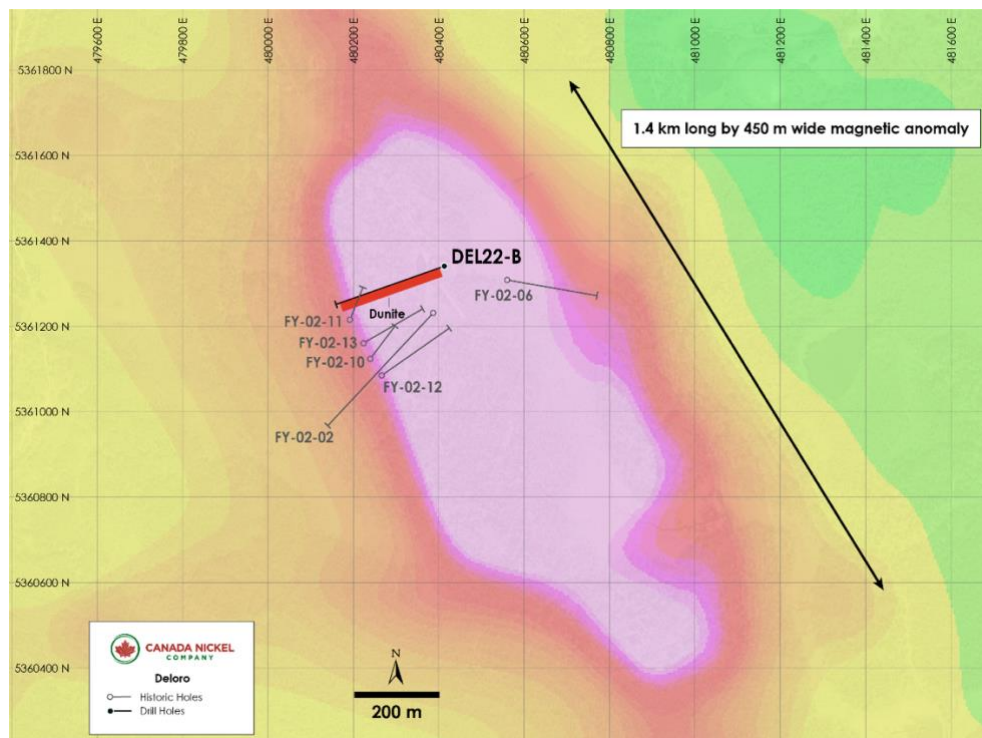 479600 E
479800 E
480000 E
480200 E
480400 E
480600 E
480800 E
481000 E
481200 E
481400 E
481600 E
5361800 N
1.4 km long by 450 m wide magnetic anomaly
5361600 N
5361400 N
DEL22-B
FY-02-06
FY-02-11
Dunite
5361200 N
FY-02-13
FY-02-10
FY-02-12
5361000 N
FY-02-02
5360800 N
5360600 N
CANADA NICKEL
COMPANY
Deloro
Historic Holes
Drill Holes
5360400 N
N
200 m